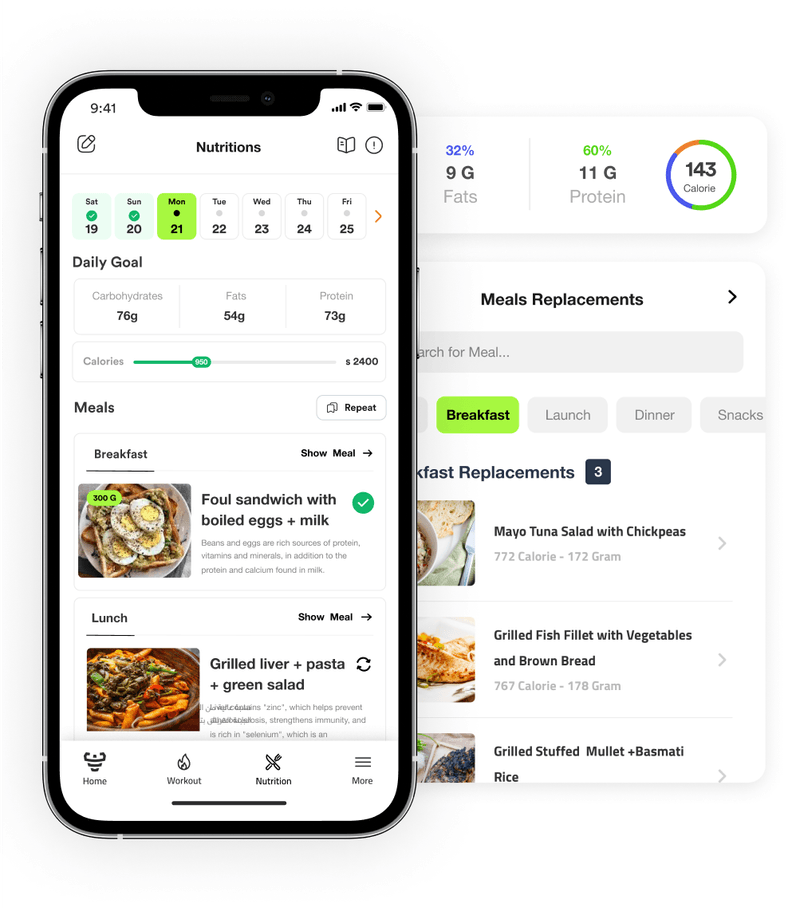 9:41
Nutritions
Sat Sun Mon Tue Wed Thu Fri
19 20 21 22 23 24 25
Daily Goal
Carbohydrates Fats Protein
76g 54g 73g
Calories 950 s 2400
Meals Repeat
Breakfast Show Meal
300 G
Foul sandwich with
boiled eggs + milk
Beans and eggs are rich sources of protein,
vitamins and minerals, in addition to the
protein and calcium found in milk.
Lunch Show Meal
Grilled liver + pasta
+ green salad
"zinc", which helps prevent
strengthens immunity, and
is rich in "selenium", which is an
Home Workout Nutrition More
32% 60%
9 G 11 G 143
Fats Protein Calorie
Meals Replacements
arch for Meal...
Breakfast Launch Dinner Snacks
kfast Replacements 3
Mayo Tuna Salad with Chickpeas
772 Calorie - 172 Gram
Grilled Fish Fillet with Vegetables
and Brown Bread
767 Calorie - 178 Gram
Grilled Stuffed Mullet +Basmati
Rice